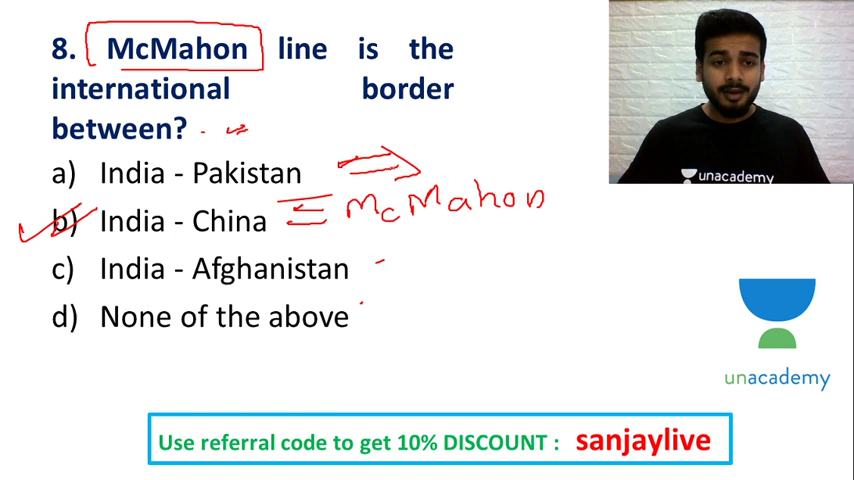 8. McMahon line is the
international border
between?
a) India - Pakistan
b) India - China
McMahon
c) India - Afghanistan
d) None of the above
unacademy
unacademy
Use referral code to get 10% DISCOUNT : sanjaylive